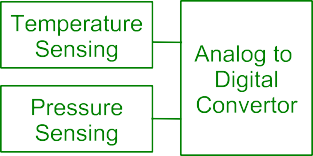 Temperature
Sensing
Pressure
Sensing
Analog to
Digital
Convertor